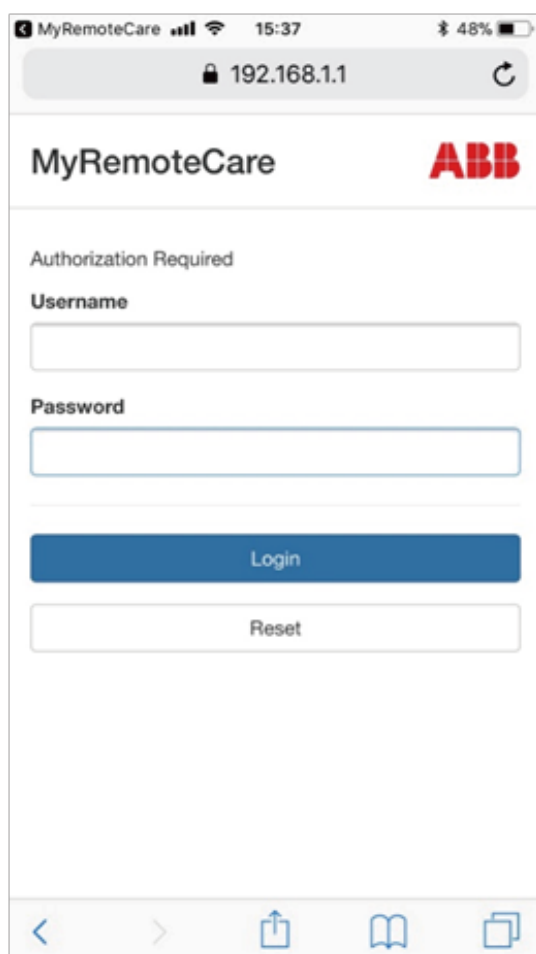 MyRemoteCare 15:37 48%
192.168.1.1
MyRemoteCare ABB
Authorization Required
Username
Password
Login
Reset